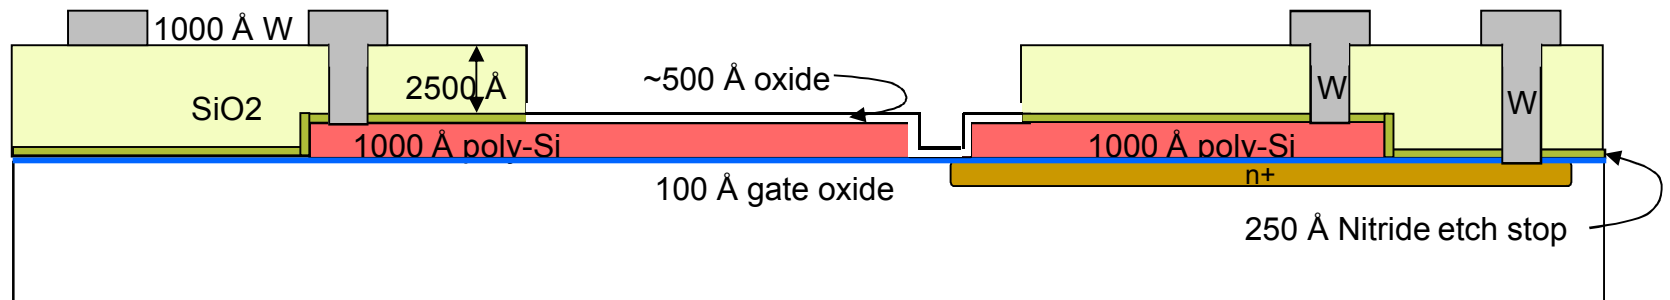 1000 Å W
2500 Å
~500 Å oxide
SiO2
W
W
1000 Å poly-Si
1000 Å poly-Si
n+
100 Å gate oxide
250 Å Nitride etch stop